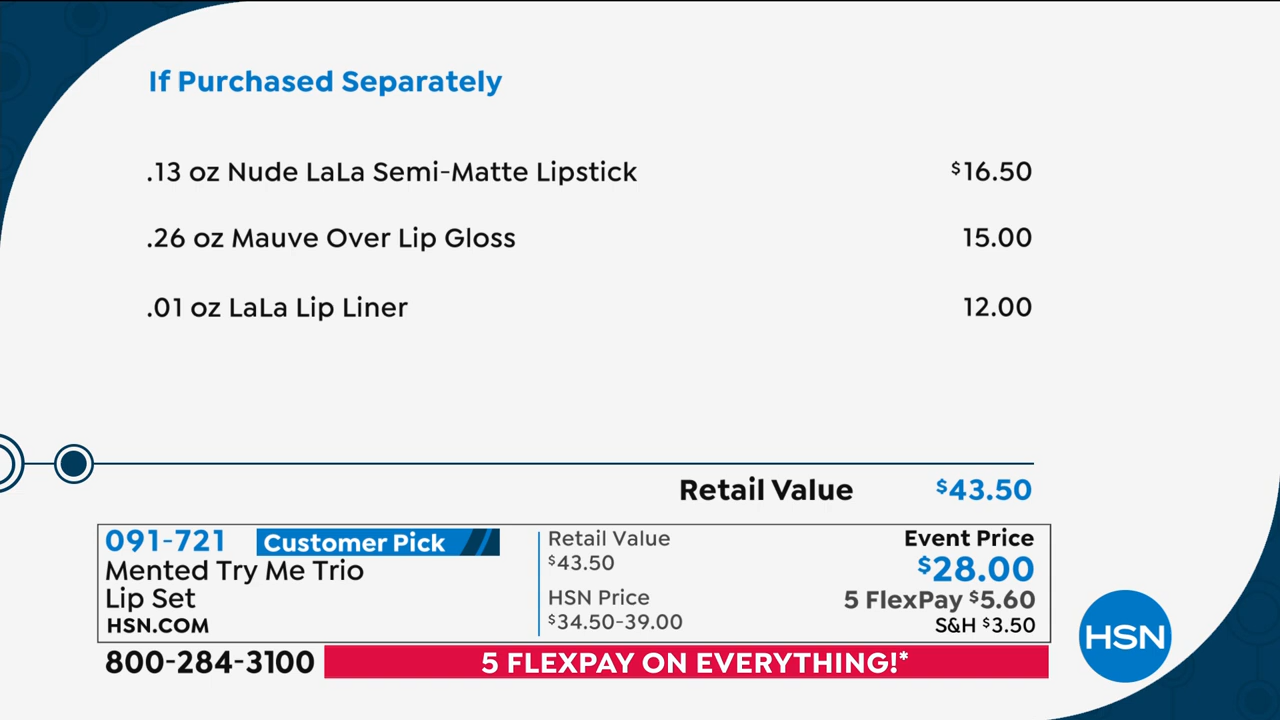 If Purchased Separately
.13 oz Nude LaLa Semi-Matte Lipstick $16.50
.26 oz Mauve Over Lip Gloss 15.00
.01 oz LaLa Lip Liner 12.00
Retail Value $43.50
091-721 Customer Pick
Mented Try Me Trio
Lip Set
HSN.COM
Retail Value
$43.50
HSN Price
$34.50-39.00
Event Price
$28.00
5 FlexPay $5.60
S&H $3.50
HSN
800-284-3100 5 FLEXPAY ON EVERYTHING!*